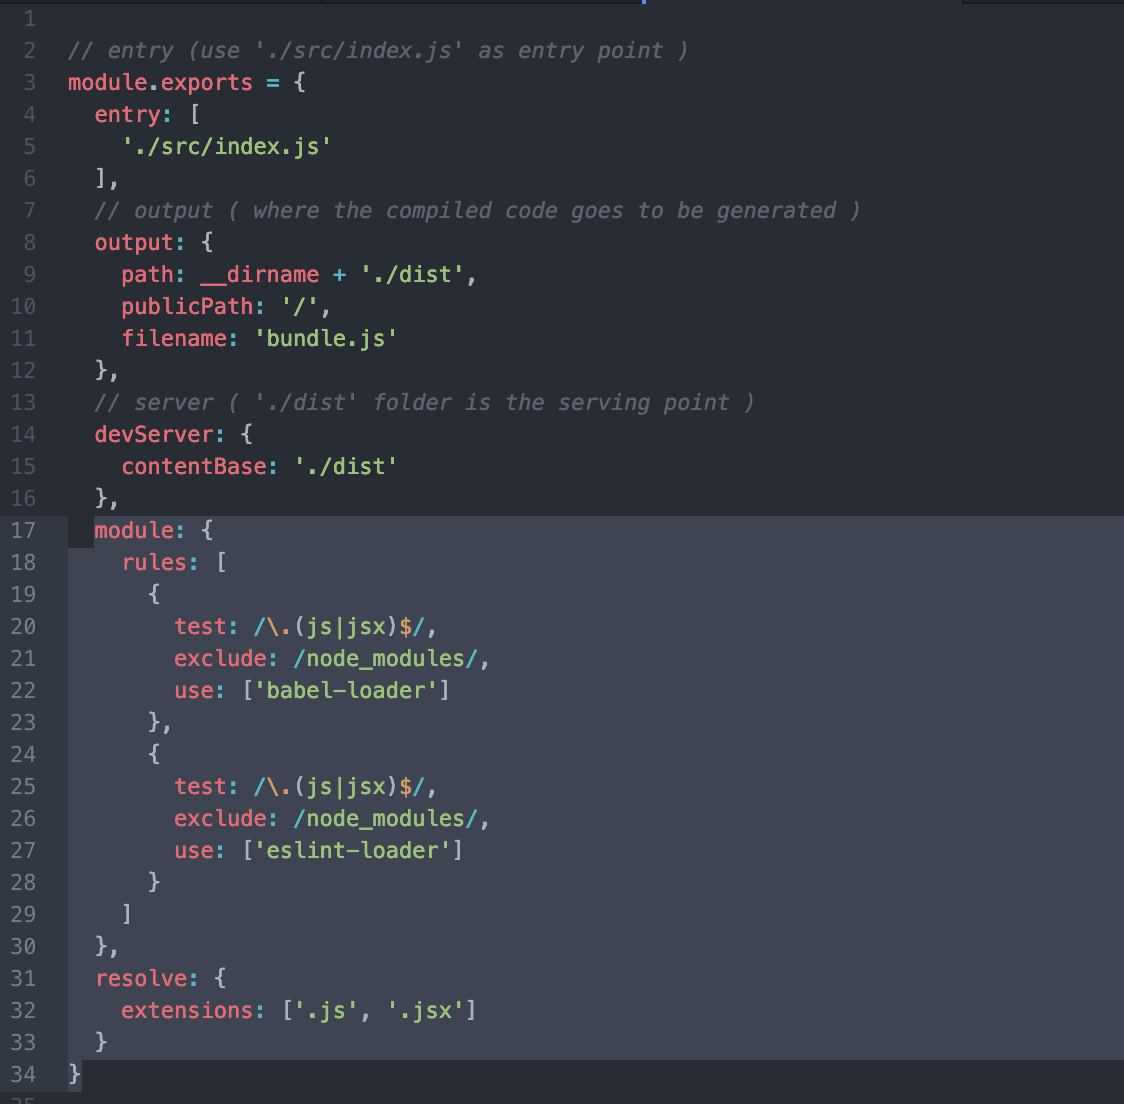 1
2 // entry (use './src/index.js' as entry point )
3 module.exports = {
4   entry: [
5     './src/index.js'
6   ],
7   // output ( where the compiled code goes to be generated )
8   output: {
9     path: __dirname + './dist',
10     publicPath: '/',
11     filename: 'bundle.js'
12   },
13   // server ( './dist' folder is the serving point )
14   devServer: {
15     contentBase: './dist'
16   },
17   module: {
18     rules: [
19       {
20         test: /\.(js|jsx)$/,
21         exclude: /node_modules/,
22         use: ['babel-loader']
23       },
24       {
25         test: /\.(js|jsx)$/,
26         exclude: /node_modules/,
27         use: ['eslint-loader']
28       }
29     ]
30   },
31   resolve: {
32     extensions: ['.js', '.jsx']
33   }
34 }